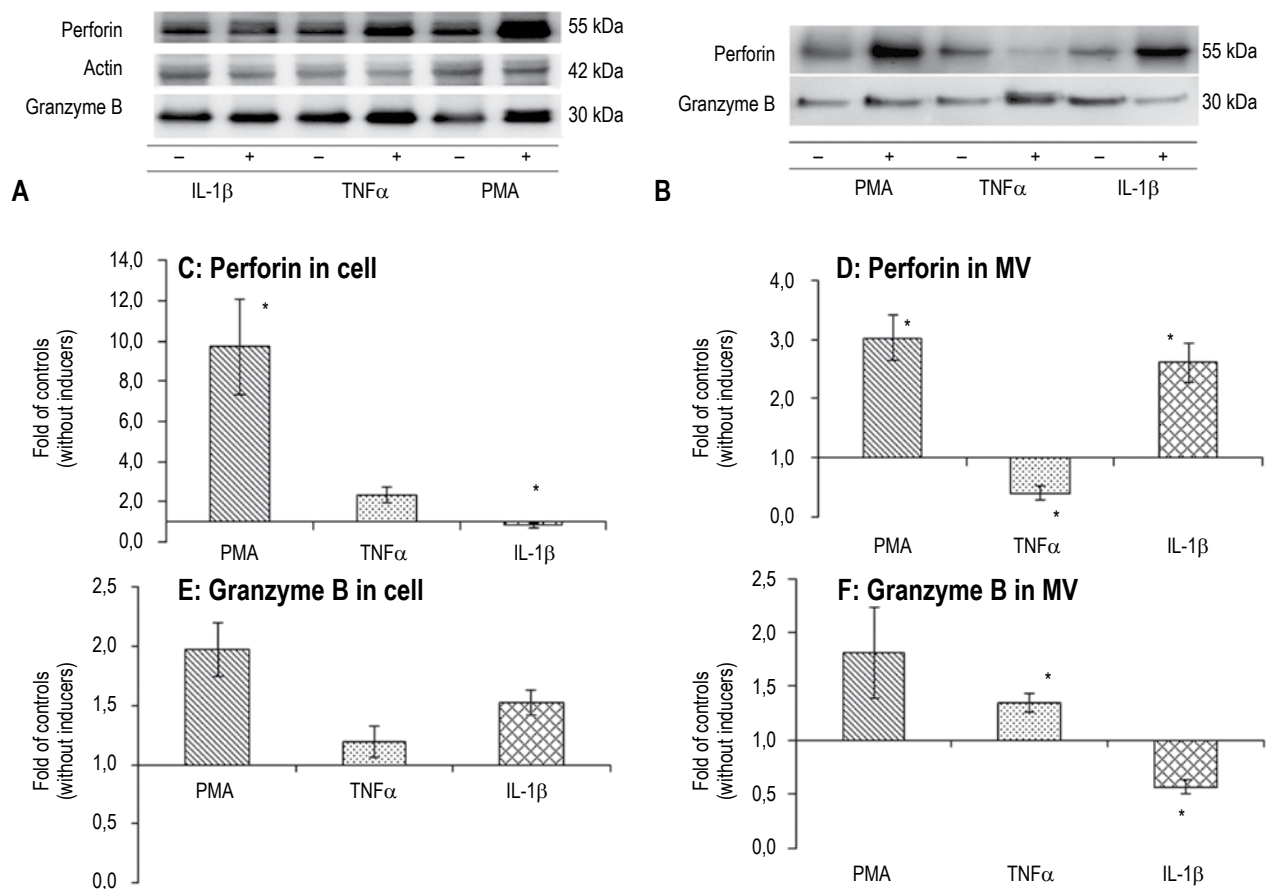 Perforin 55 kDa
Actin 42 kDa
Granzyme B 30 kDa
– + – + – +
IL-1β TNFα PMA
A
Perforin 55 kDa
Granzyme B 30 kDa
– + – + – +
PMA TNFα IL-1β
B
C: Perforin in cell
Fold of controls
(without inducers)
14,0
12,0
10,0
8,0
6,0
4,0
2,0
0,0
*
*
PMA TNFα IL-1β
D: Perforin in MV
Fold of controls
(without inducers)
4,0
3,0
2,0
1,0
0,0
*
*
*
PMA TNFα IL-1β
E: Granzyme B in cell
Fold of controls
(without inducers)
2,5
2,0
1,5
1,0
0,5
0,0
PMA TNFα IL-1β
F: Granzyme B in MV
Fold of controls
(without inducers)
2,5
2,0
1,5
1,0
0,5
0,0
*
*
PMA TNFα IL-1β